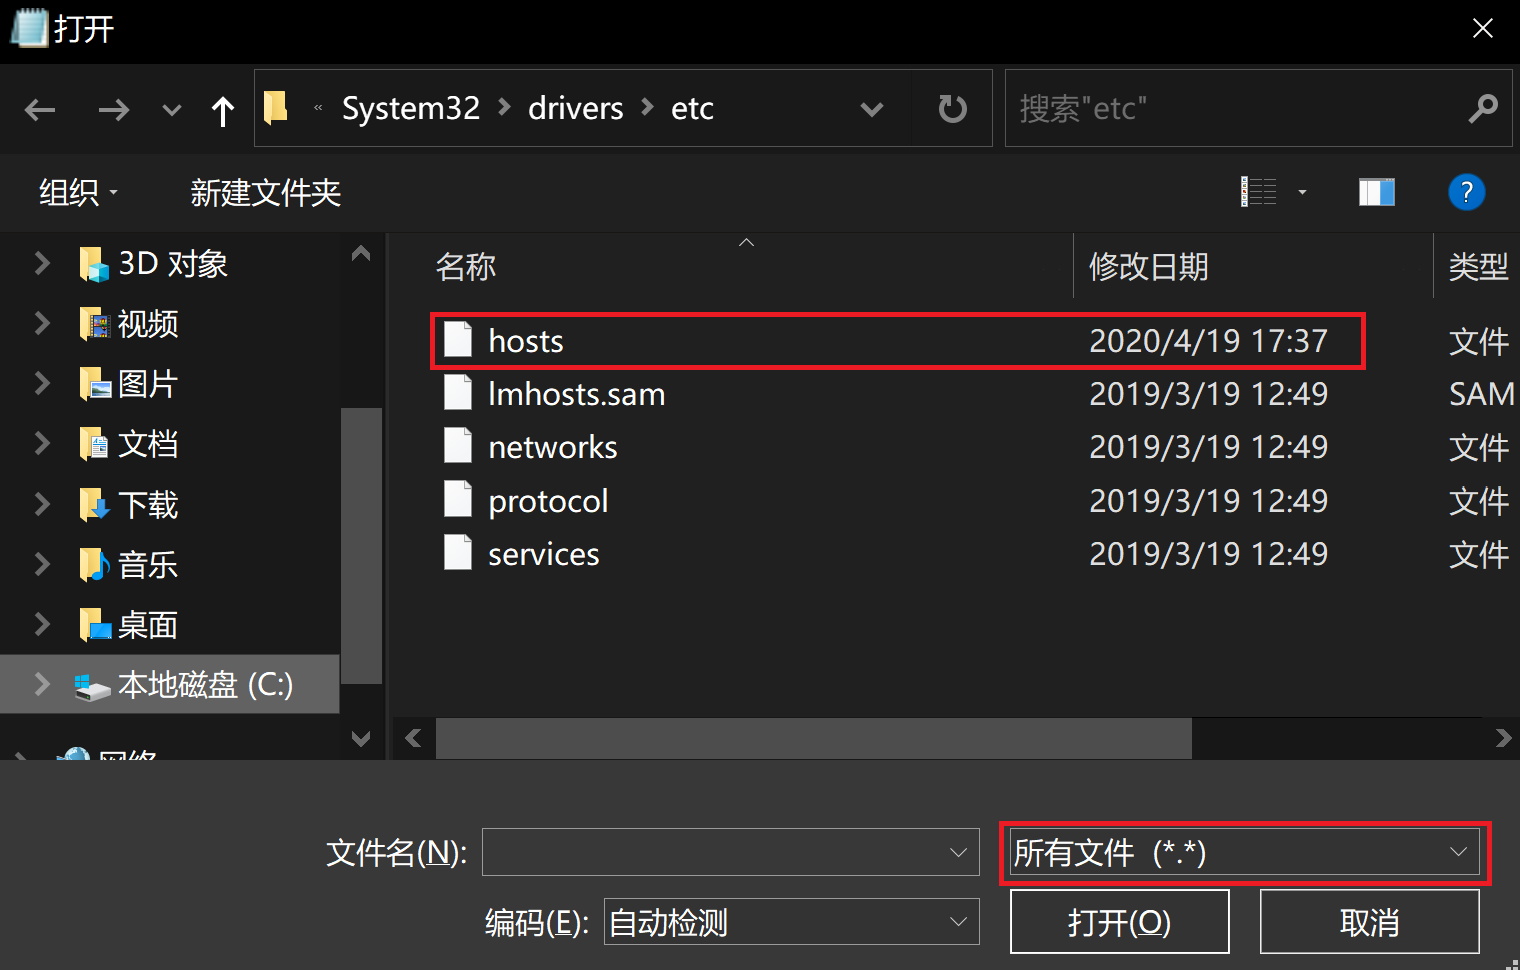 打开
« System32 > drivers > etc
搜索"etc"
组织
新建文件夹
?
名称
修改日期
类型
3D 对象
视频
图片
文档
下载
音乐
桌面
本地磁盘 (C:)
网络
hosts 2020/4/19 17:37 文件
lmhosts.sam 2019/3/19 12:49 SAM
networks 2019/3/19 12:49 文件
protocol 2019/3/19 12:49 文件
services 2019/3/19 12:49 文件
文件名(N):
所有文件 (*.*)
编码(E): 自动检测
打开(O)
取消